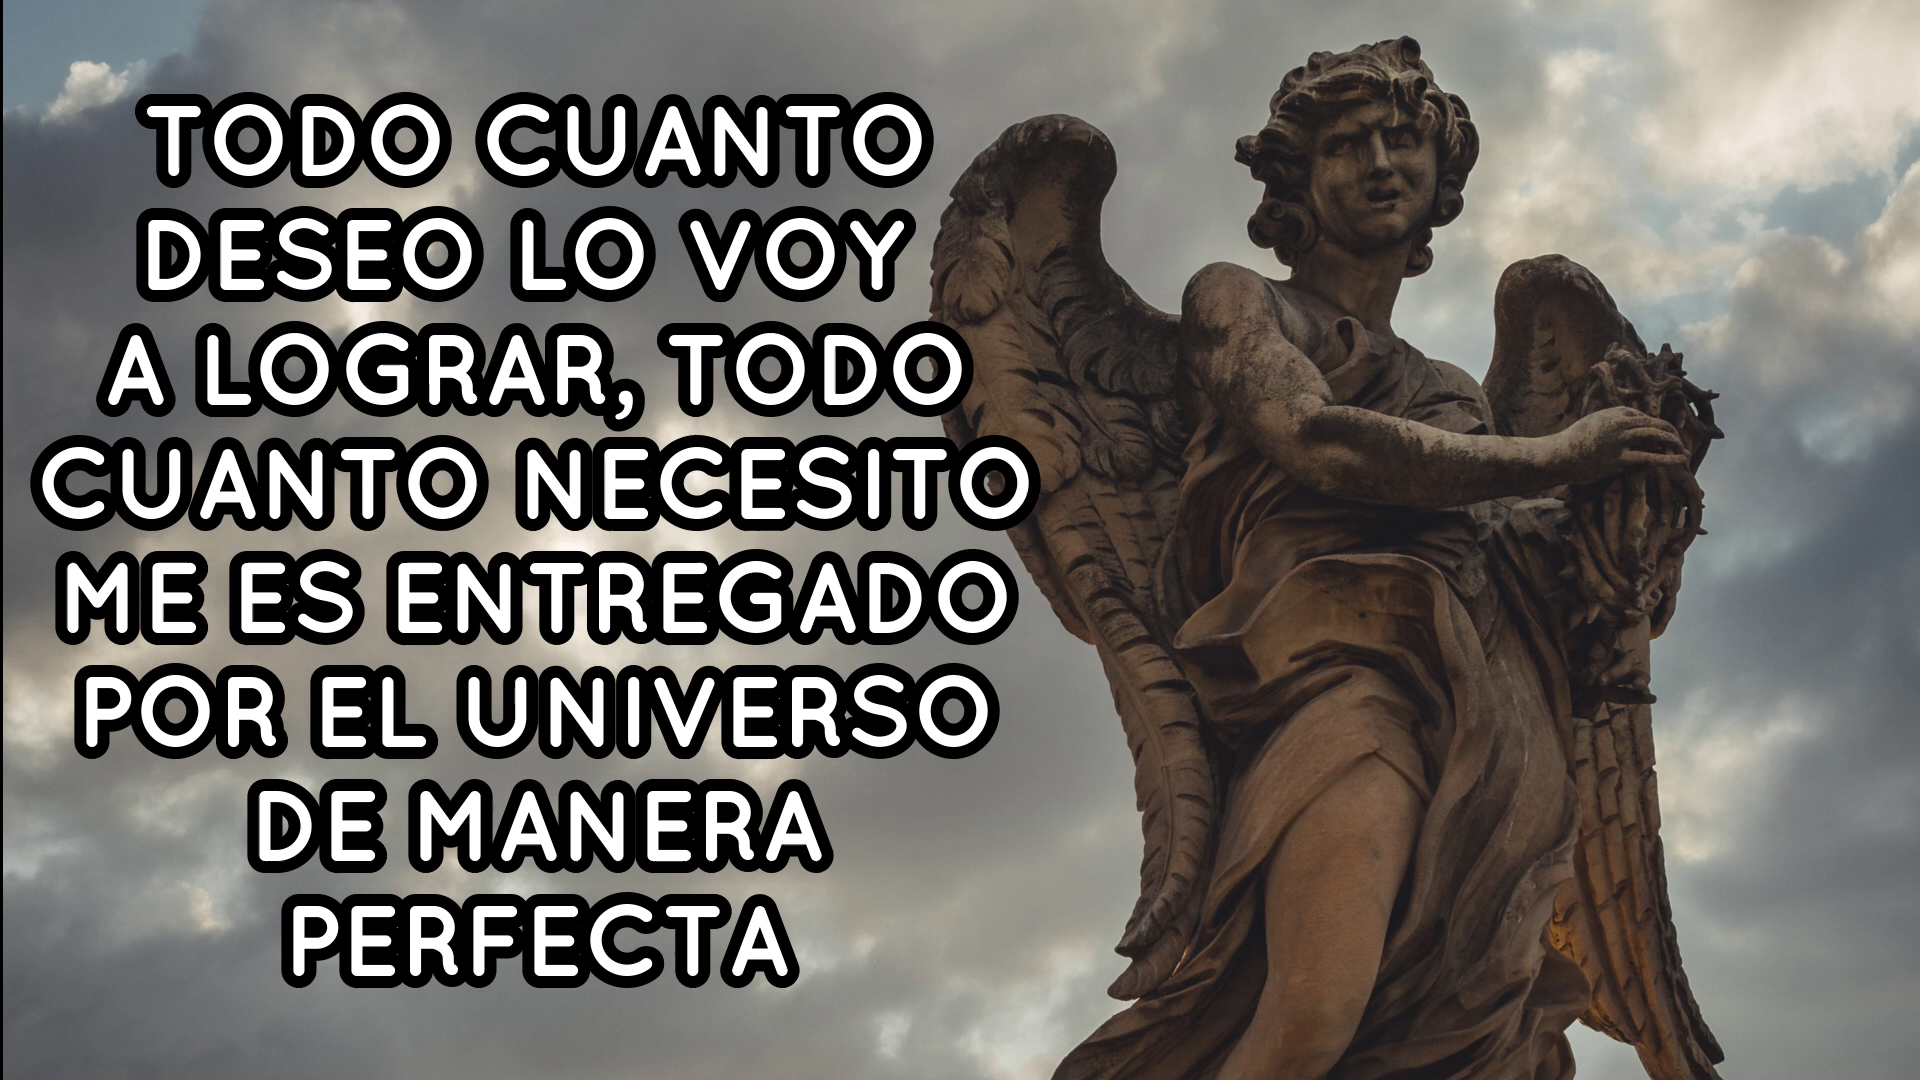 TODO CUANTO
DESEO LO VOY
A LOGRAR, TODO
CUANTO NECESITO
ME ES ENTREGADO
POR EL UNIVERSO
DE MANERA
PERFECTA